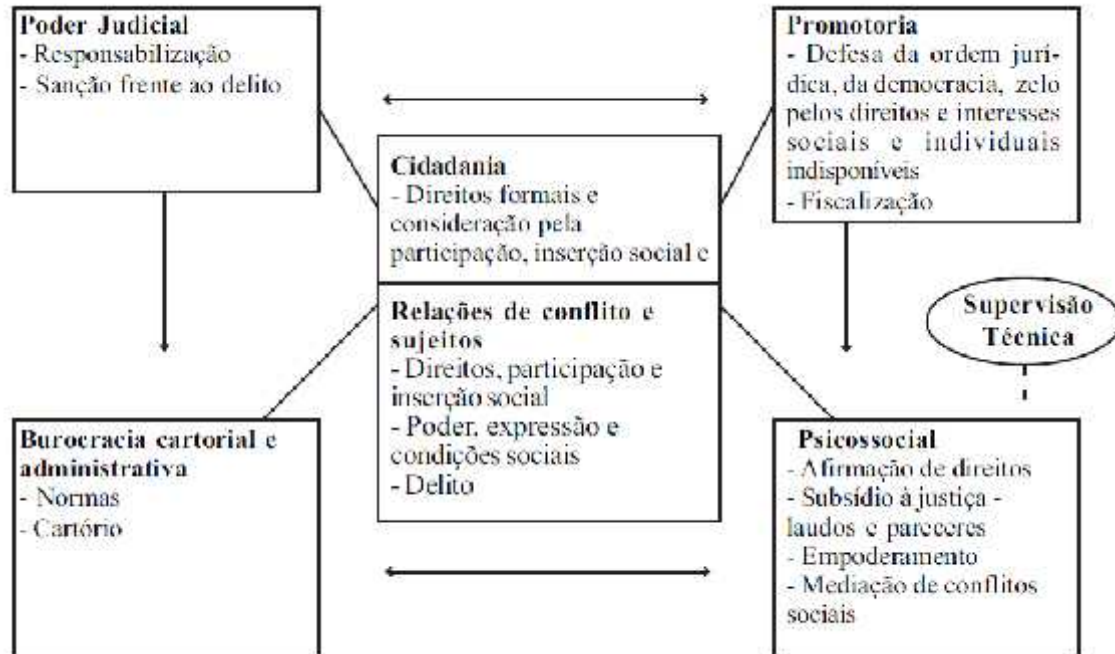 Poder Judicial
- Responsabilização
- Sanção frente ao delito
Promotoria
- Defesa da ordem jurí-
dica, da democracia, zelo
pelos direitos e interesses
sociais e individuais
indisponíveis
- Fiscalização
Cidadania
- Direitos formais e
consideração pela
participação, inserção social e
Relações de conflito e
sujeitos
- Direitos, participação e
inserção social
- Poder, expressão e
condições sociais
- Delito
Supervisão
Técnica
Burocracia cartorial e
administrativa
- Normas
- Cartório
Psicossocial
- Afirmação de direitos
- Subsídio à justiça -
laudos e pareceres
- Empoderamento
- Mediação de conflitos
sociais